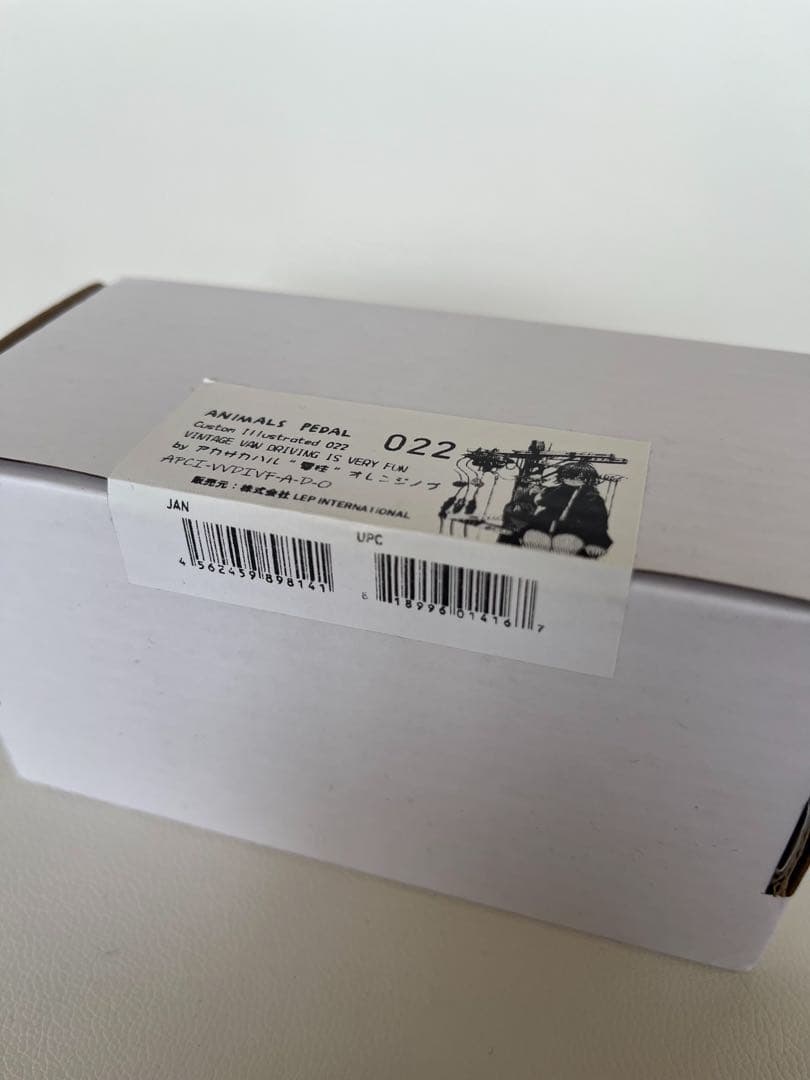 ANIMALS PEDAL
Custom Illustrated 022
022
VINTAGE VAN DRIVING IS VERY FUN
by アカサカハル "零時" オレンジノブ
APCI-VVDIVF-A-D-O
販売元:株式会社 LEP INTERNATIONAL
JAN
4 562459 898141
UPC
8 18996 01416 7